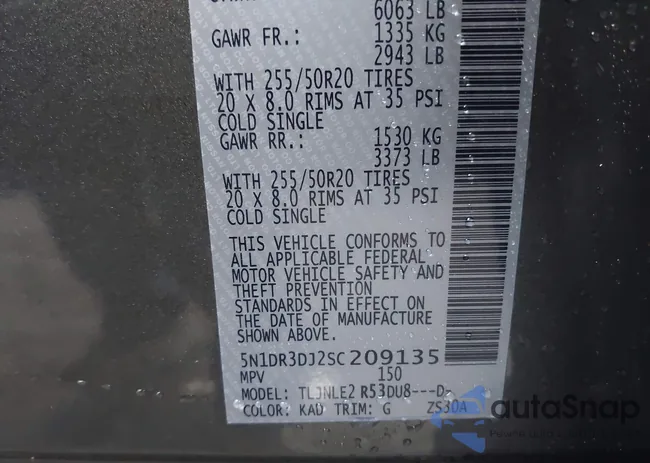 6063 LB
GAWR FR.: 1335 KG
2943 LB
WITH 255/50R20 TIRES
20 X 8.0 RIMS AT 35 PSI
COLD SINGLE
GAWR RR.: 1530 KG
3373 LB
WITH 255/50R20 TIRES
20 X 8.0 RIMS AT 35 PSI
COLD SINGLE
THIS VEHICLE CONFORMS TO
ALL APPLICABLE FEDERAL
MOTOR VEHICLE SAFETY AND
THEFT PREVENTION
STANDARDS IN EFFECT ON
THE DATE OF MANUFACTURE
SHOWN ABOVE.
5N1DR3DJ2SC209135
MPV 150
MODEL: TLJNLE2 R53DU8---D-
COLOR: KAD TRIM: G ZS30A
autoSnap